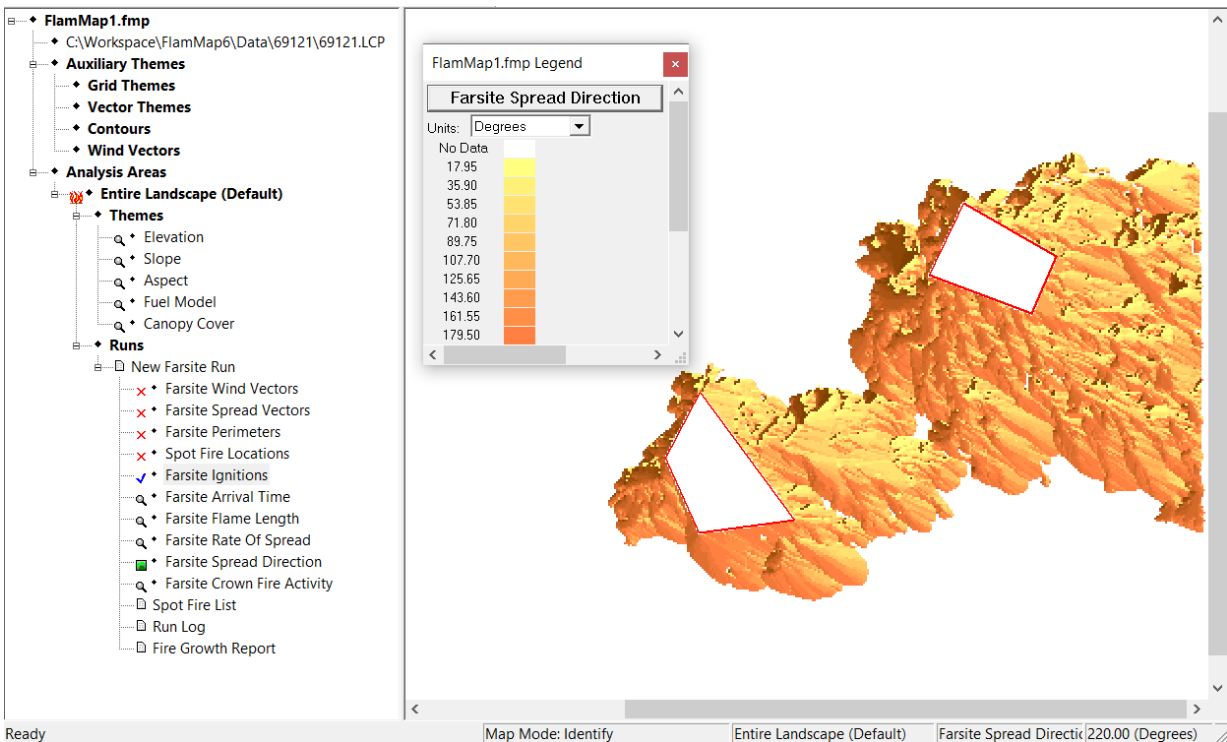 FlamMap1.fmp
C:\Workspace\FlamMap6\Data\69121\69121.LCP
Auxiliary Themes
Grid Themes
Vector Themes
Contours
Wind Vectors
Analysis Areas
Entire Landscape (Default)
Themes
Elevation
Slope
Aspect
Fuel Model
Canopy Cover
Runs
New Farsite Run
Farsite Wind Vectors
Farsite Spread Vectors
Farsite Perimeters
Spot Fire Locations
Farsite Ignitions
Farsite Arrival Time
Farsite Flame Length
Farsite Rate Of Spread
Farsite Spread Direction
Farsite Crown Fire Activity
Spot Fire List
Run Log
Fire Growth Report
FlamMap1.fmp Legend
Farsite Spread Direction
Units: Degrees
No Data
17.95
35.90
53.85
71.80
89.75
107.70
125.65
143.60
161.55
179.50
Ready Map Mode: Identify Entire Landscape (Default) Farsite Spread Directic 220.00 (Degrees)